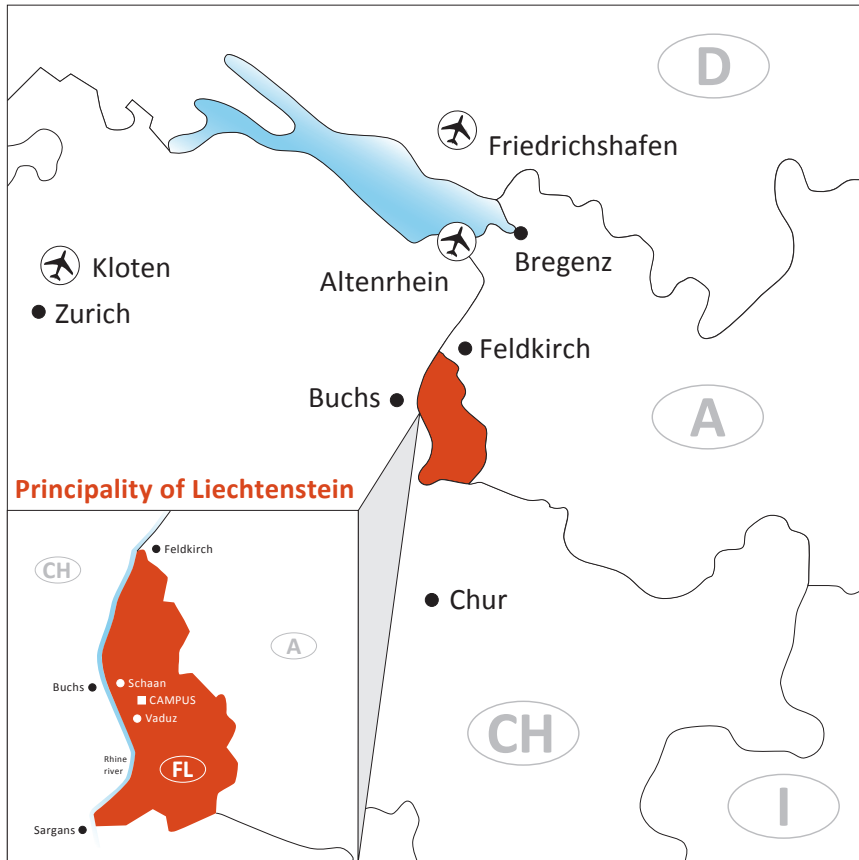 D
Friedrichshafen
Kloten
Altenrhein
Bregenz
Zurich
Feldkirch
Buchs
A
Principality of Liechtenstein
Feldkirch
CH
A
Schaan
Buchs
CAMPUS
Vaduz
Rhine
river
FL
Sargans
Chur
CH
I